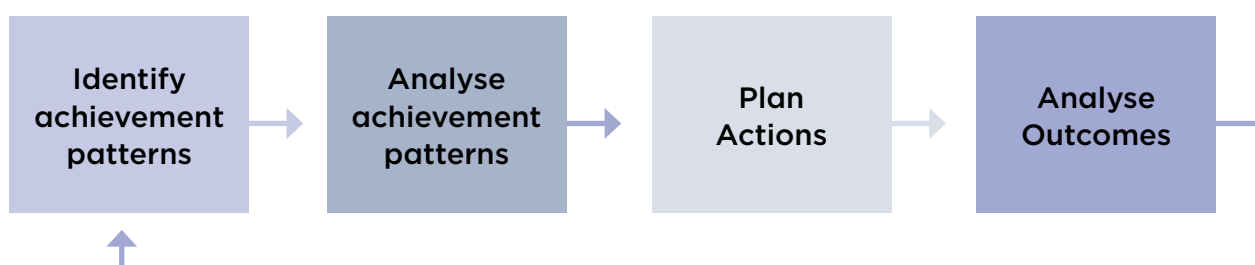 Identify
achievement
patterns
Analyse
achievement
patterns
Plan
Actions
Analyse
Outcomes